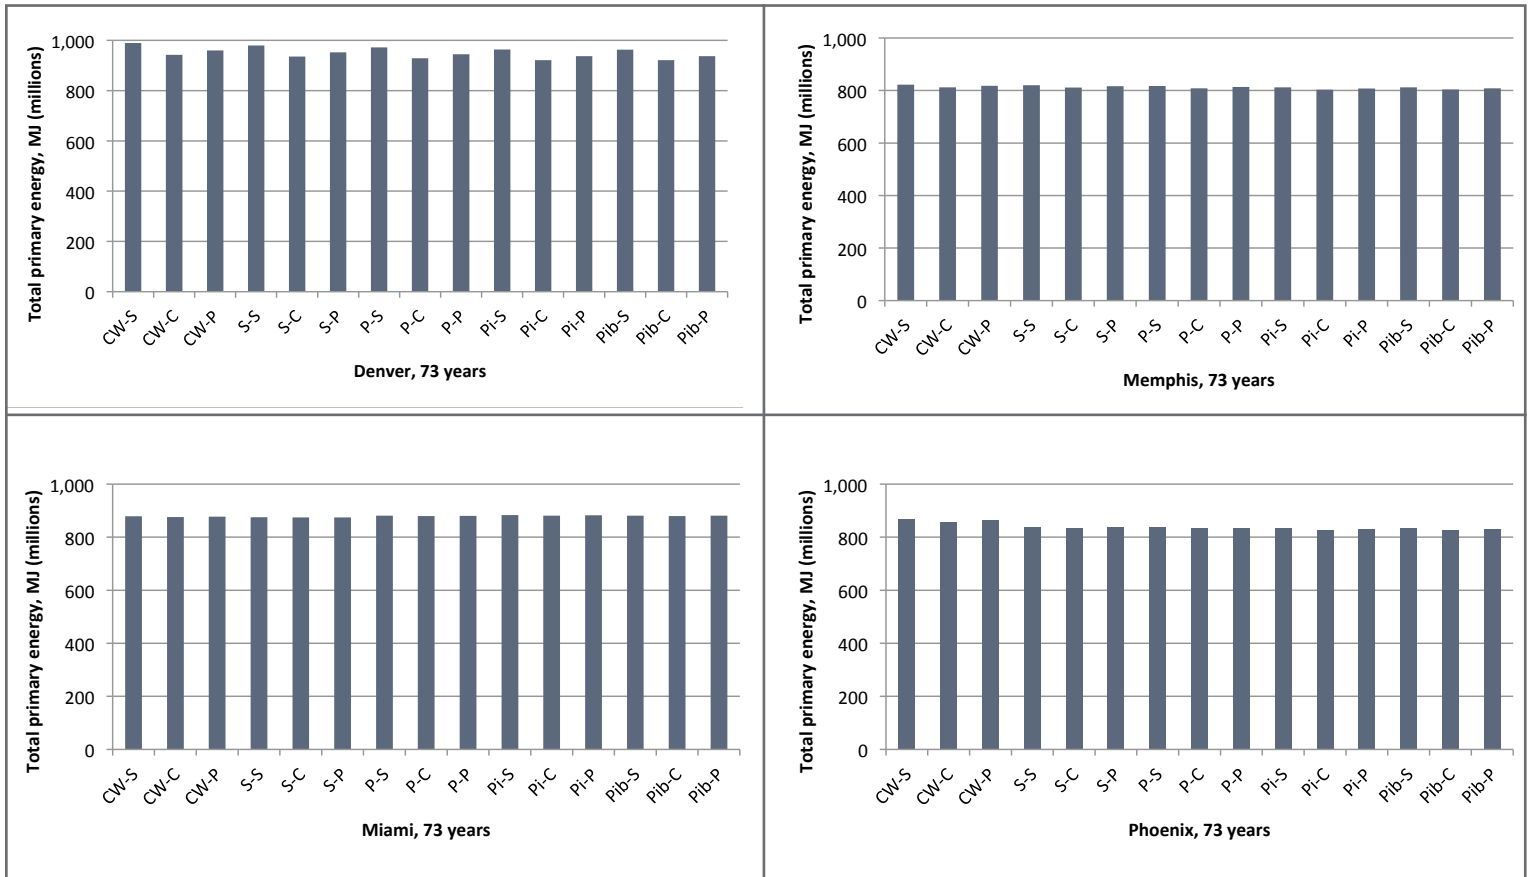 Total primary energy, MJ (millions)
1,000
800
600
400
200
0
CW-S
CW-C
CW-P
S-S
S-C
S-P
P-S
P-C
P-P
Pi-S
Pi-C
Pi-P
Pib-S
Pib-C
Pib-P
Denver, 73 years
Total primary energy, MJ (millions)
1,000
800
600
400
200
0
CW-S
CW-C
CW-P
S-S
S-C
S-P
P-S
P-C
P-P
Pi-S
Pi-C
Pi-P
Pib-S
Pib-C
Pib-P
Memphis, 73 years
Total primary energy, MJ (millions)
1,000
800
600
400
200
0
CW-S
CW-C
CW-P
S-S
S-C
S-P
P-S
P-C
P-P
Pi-S
Pi-C
Pi-P
Pib-S
Pib-C
Pib-P
Miami, 73 years
Total primary energy, MJ (millions)
1,000
800
600
400
200
0
CW-S
CW-C
CW-P
S-S
S-C
S-P
P-S
P-C
P-P
Pi-S
Pi-C
Pi-P
Pib-S
Pib-C
Pib-P
Phoenix, 73 years